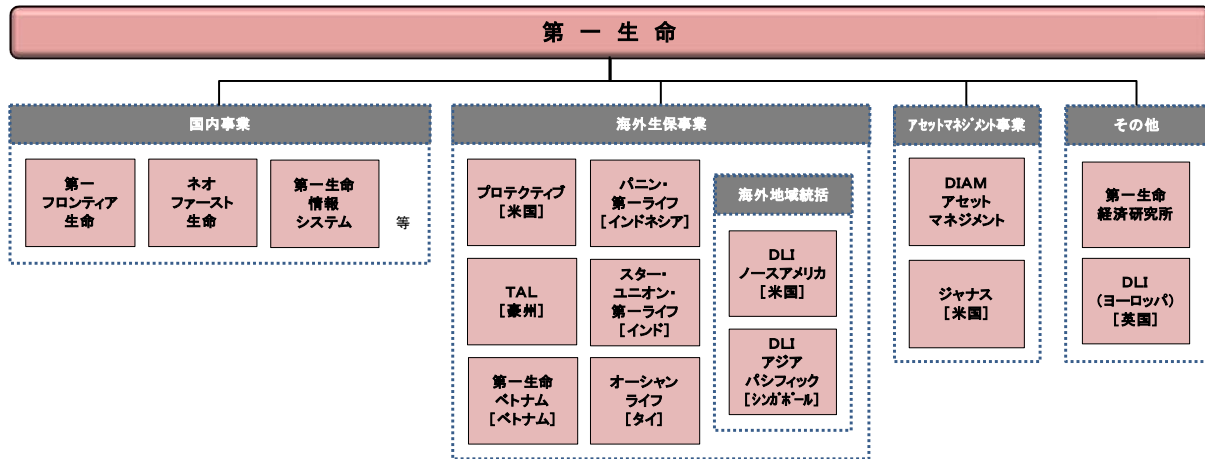 第 一 生 命
国内事業
第一
フロンティア
生命
ネオ
ファースト
生命
第一生命
情報
システム
等
海外生保事業
プロテクティブ
[米国]
パニン・
第一ライフ
[インドネシア]
TAL
[豪州]
スター・
ユニオン・
第一ライフ
[インド]
第一生命
ベトナム
[ベトナム]
オーシャン
ライフ
[タイ]
海外地域統括
DLI
ノースアメリカ
[米国]
DLI
アジア
パシフィック
[シンガポール]
アセットマネジメント事業
DIAM
アセット
マネジメント
ジャナス
[米国]
その他
第一生命
経済研究所
DLI
(ヨーロッパ)
[英国]